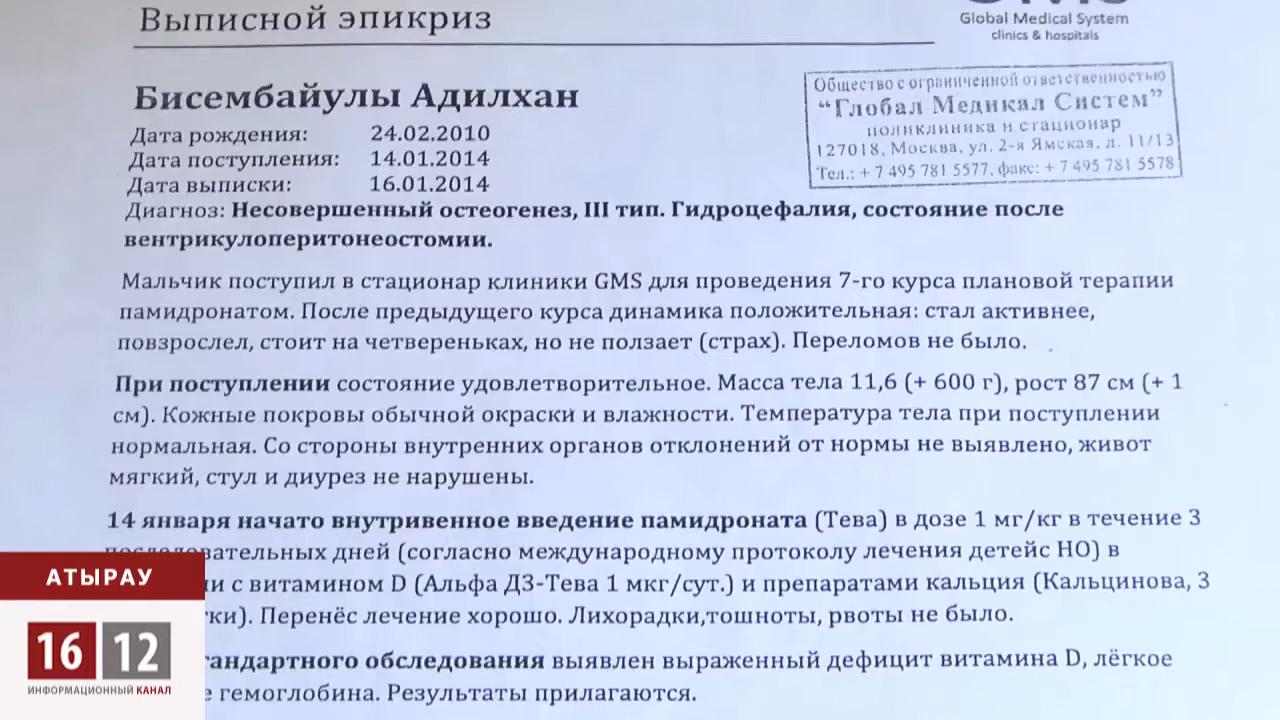 Выписной эпикриз
Global Medical System
clinics & hospitals
Общество с ограниченной ответственностью
“Глобал Медикал Систем”
поликлиника и стационар
127018, Москва, ул. 2-я Ямская, д. 11/13
Тел.: + 7 495 781 5577, факс: + 7 495 781 5578
Бисембайулы Адилхан
Дата рождения: 24.02.2010
Дата поступления: 14.01.2014
Дата выписки: 16.01.2014
Диагноз: Несовершенный остеогенез, III тип. Гидроцефалия, состояние после
вентрикулоперитонеостомии.
Мальчик поступил в стационар клиники GMS для проведения 7-го курса плановой терапии
памидронатом. После предыдущего курса динамика положительная: стал активнее,
повзрослел, стоит на четвереньках, но не ползает (страх). Переломов не было.
При поступлении состояние удовлетворительное. Масса тела 11,6 (+ 600 г), рост 87 см (+ 1
см). Кожные покровы обычной окраски и влажности. Температура тела при поступлении
нормальная. Со стороны внутренних органов отклонений от нормы не выявлено, живот
мягкий, стул и диурез не нарушены.
14 января начато внутривенное введение памидроната (Тева) в дозе 1 мг/кг в течение 3
(согласно международному протоколу лечения детейс НО) в
с витамином D (Альфа Д3-Тева 1 мкг/сут.) и препаратами кальция (Кальцинова, 3
Перенёс лечение хорошо. Лихорадки,тошноты, рвоты не было.
обследования выявлен выраженный дефицит витамина D, лёгкое
гемоглобина. Результаты прилагаются.
АТЫРАУ
16 12
ИНФОРМАЦИОННЫЙ КАНАЛ